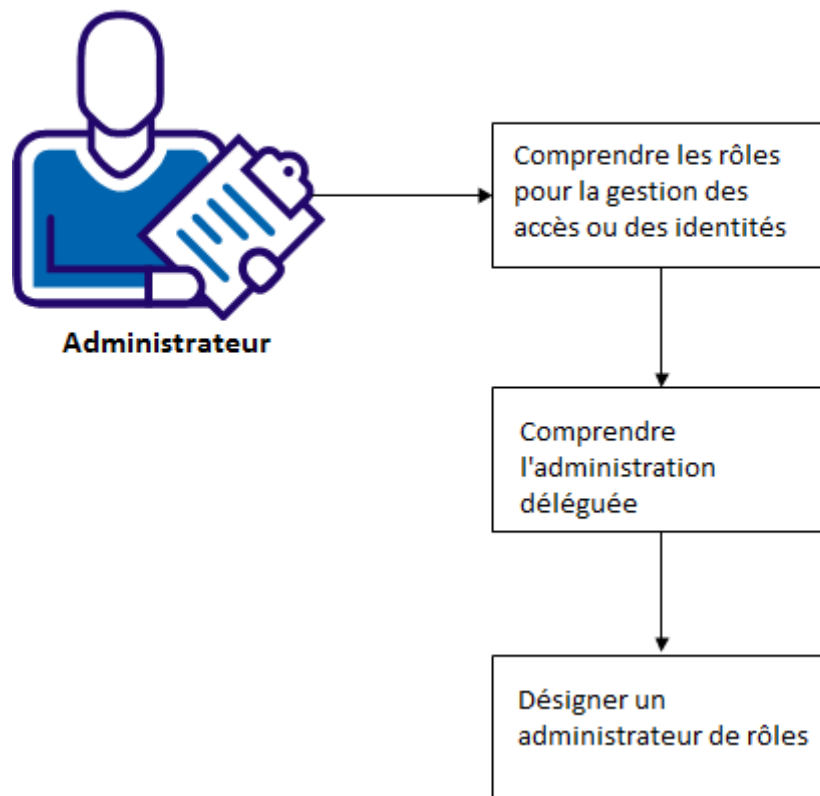 Administrateur
Comprendre les rôles
pour la gestion des
accès ou des identités
Comprendre
l'administration
déléguée
Désigner un
administrateur de rôles